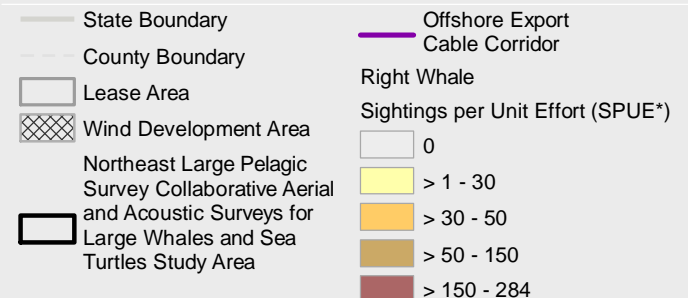 State Boundary
County Boundary
Lease Area
Wind Development Area
Northeast Large Pelagic
Survey Collaborative Aerial
and Acoustic Surveys for
Large Whales and Sea
Turtles Study Area
Offshore Export
Cable Corridor
Right Whale
Sightings per Unit Effort (SPUE*)
0
> 1 - 30
> 30 - 50
> 50 - 150
> 150 - 284